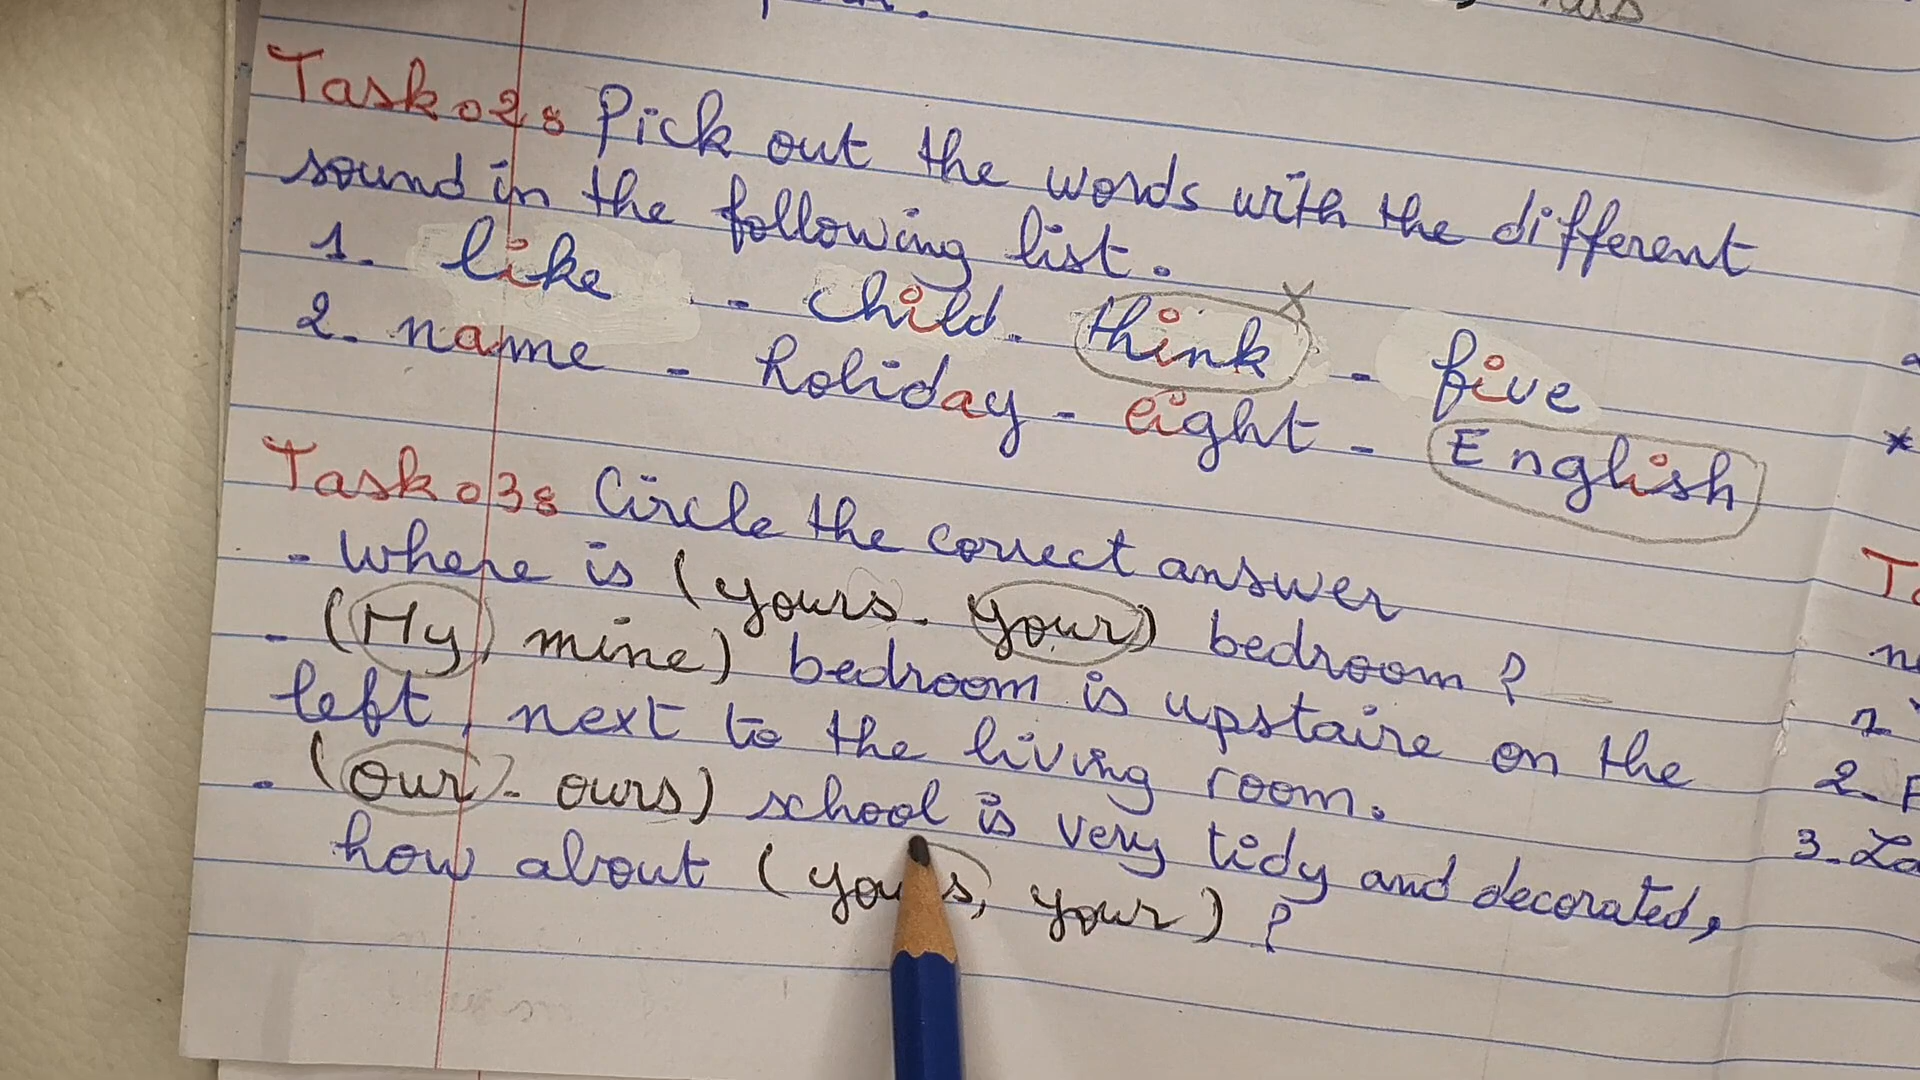 Task 02: Pick out the words with the different
sound in the following list.
1. like - child. think - five
2. name - holiday - eight - English
Task 03: Circle the correct answer
- Where is (yours - your) bedroom?
- (My, mine) bedroom is upstaire on the
left, next to the living room.
- (our - ours) school is very tidy and decorated,
how about (yours, your)?
2. F
3. La